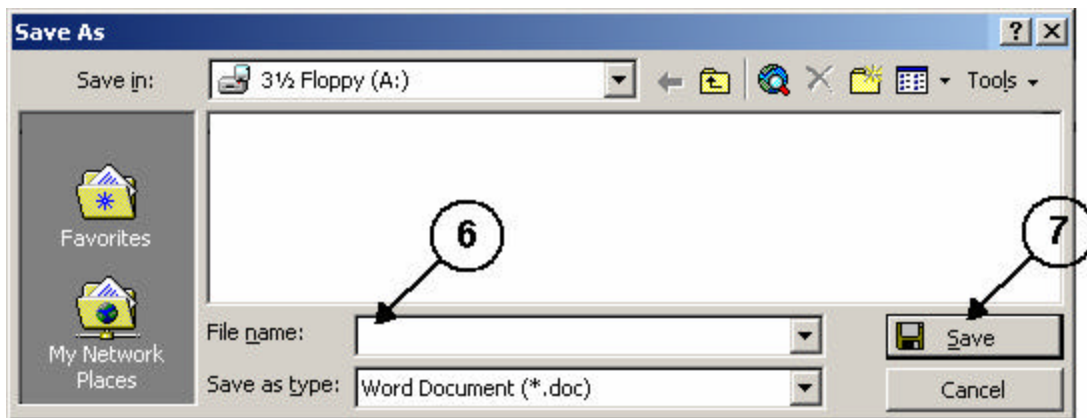 Save As
Save in:
3½ Floppy (A:)
Tools
6
7
Favorites
My Network
Places
File name:
Save
Save as type:
Word Document (*.doc)
Cancel